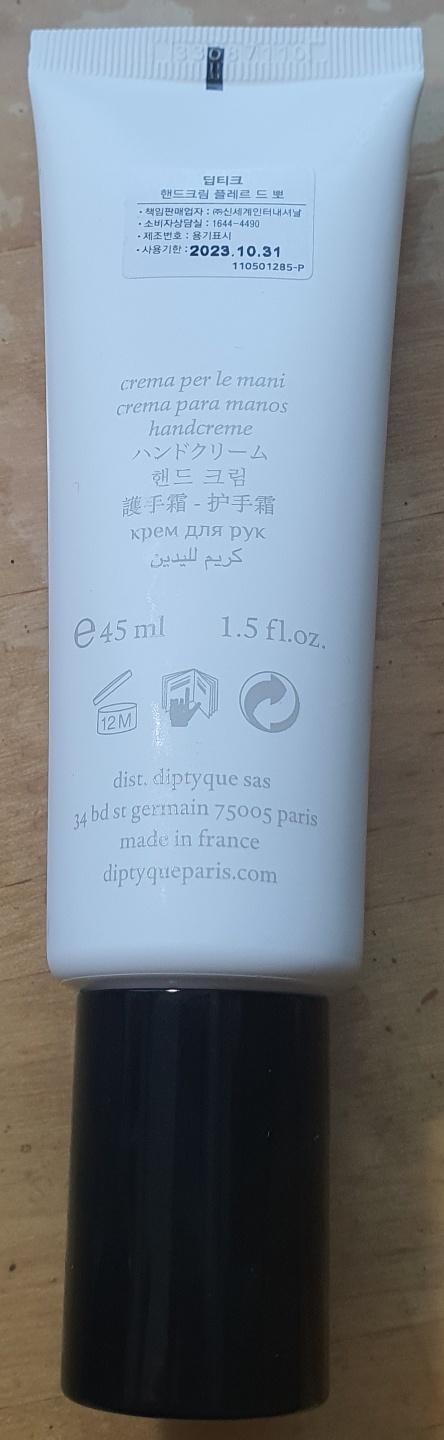 딥티크
핸드크림 플레르 드 뽀
· 책임판매업자 : ㈜신세계인터내셔날
· 소비자상담실 : 1644-4490
· 제조번호 : 용기표시
· 사용기한 : 2023.10.31
110501285-P
crema per le mani
crema para manos
handcreme
ハンドクリーム
핸드 크림
護手霜 - 护手霜
крем для рук
كريم لليدين
e 45 ml 1.5 fl.oz.
12M
dist. diptyque sas
34 bd st germain 75005 paris
made in france
diptyqueparis.com